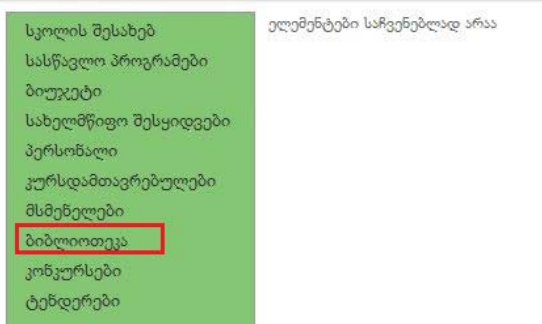 სკოლის შესახებ
ელემენტები საჩვენებლად არაა
სასწავლო პროგრამები
ბიუჯეტი
სახელმწიფო შესყიდვები
პერსონალი
კურსდამთავრებულები
მსმენელები
ბიბლიოთეკა
კონკურსები
ტენდერები